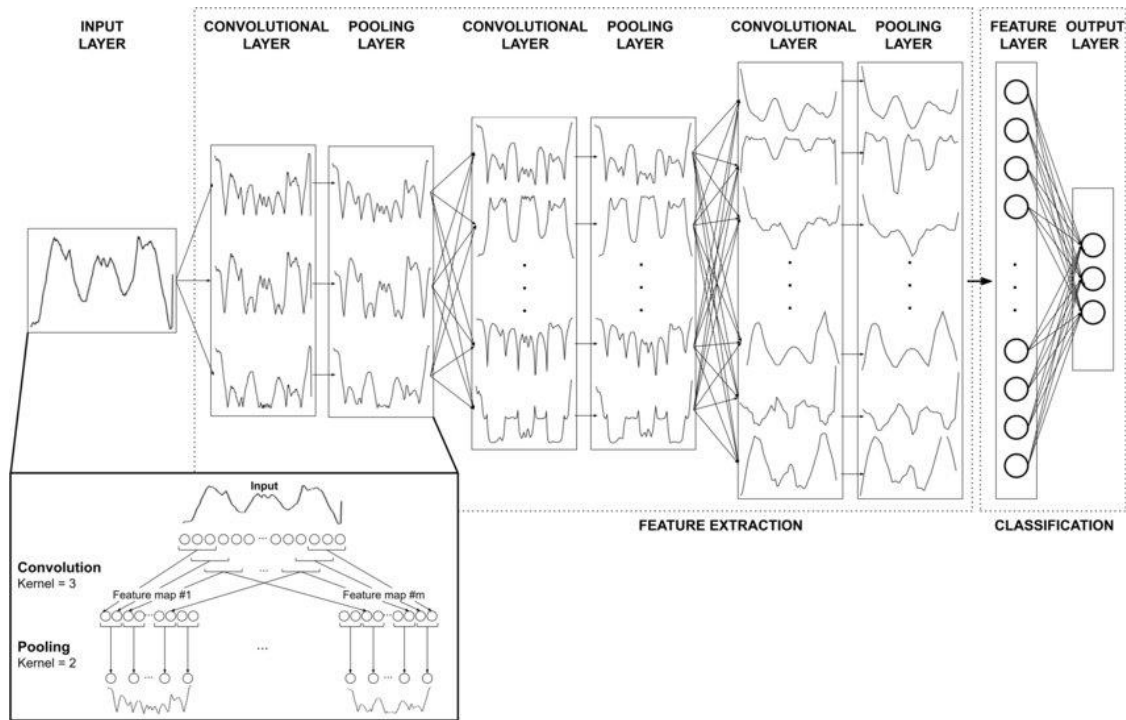 INPUT
LAYER
CONVOLUTIONAL
LAYER
POOLING
LAYER
CONVOLUTIONAL
LAYER
POOLING
LAYER
CONVOLUTIONAL
LAYER
POOLING
LAYER
FEATURE
LAYER
OUTPUT
LAYER
FEATURE EXTRACTION
CLASSIFICATION
Input
Convolution
Kernel = 3
Feature map #1
Feature map #m
Pooling
Kernel = 2